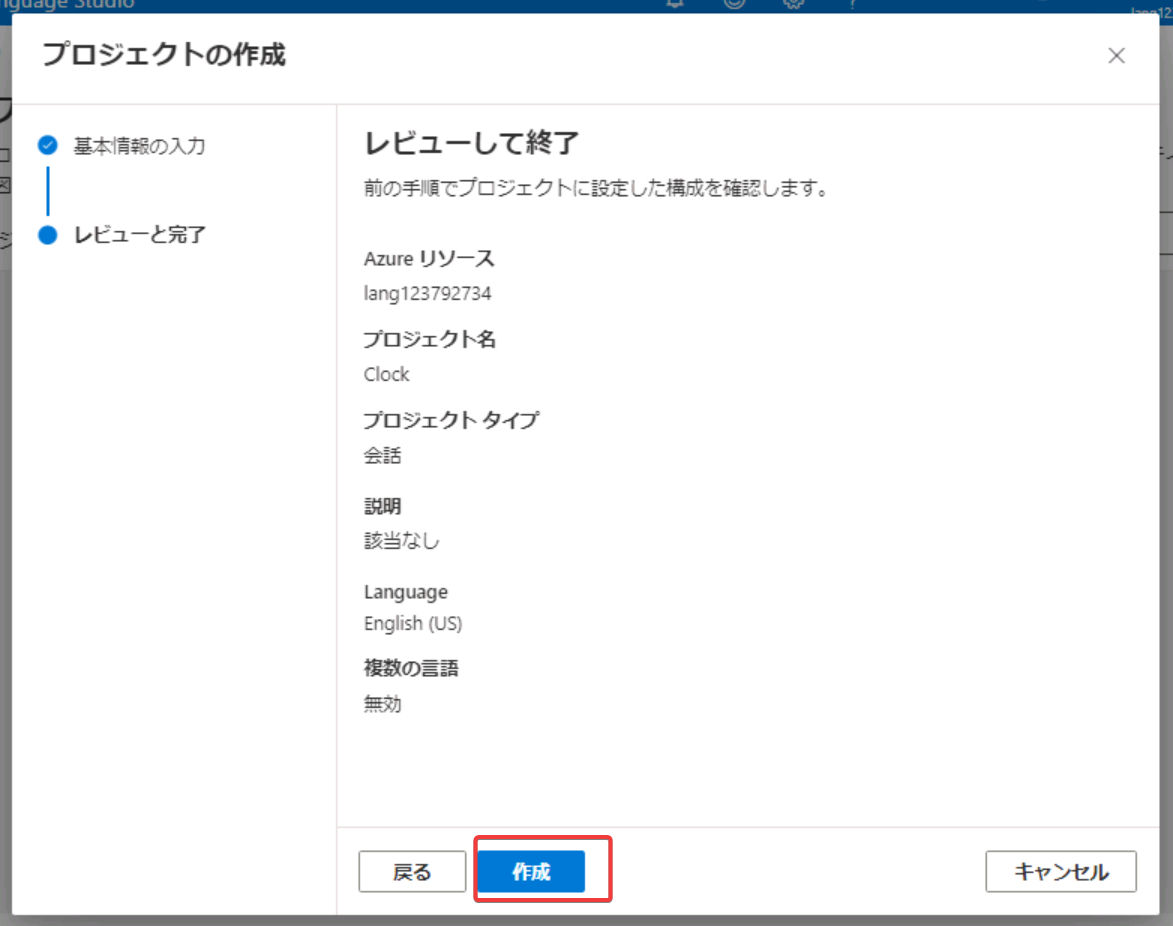 Language Studio
lang12
プロジェクトの作成
基本情報の入力
レビューと完了
レビューして終了
前の手順でプロジェクトに設定した構成を確認します。
Azure リソース
lang123792734
プロジェクト名
Clock
プロジェクト タイプ
会話
説明
該当なし
Language
English (US)
複数の言語
無効
戻る
作成
キャンセル